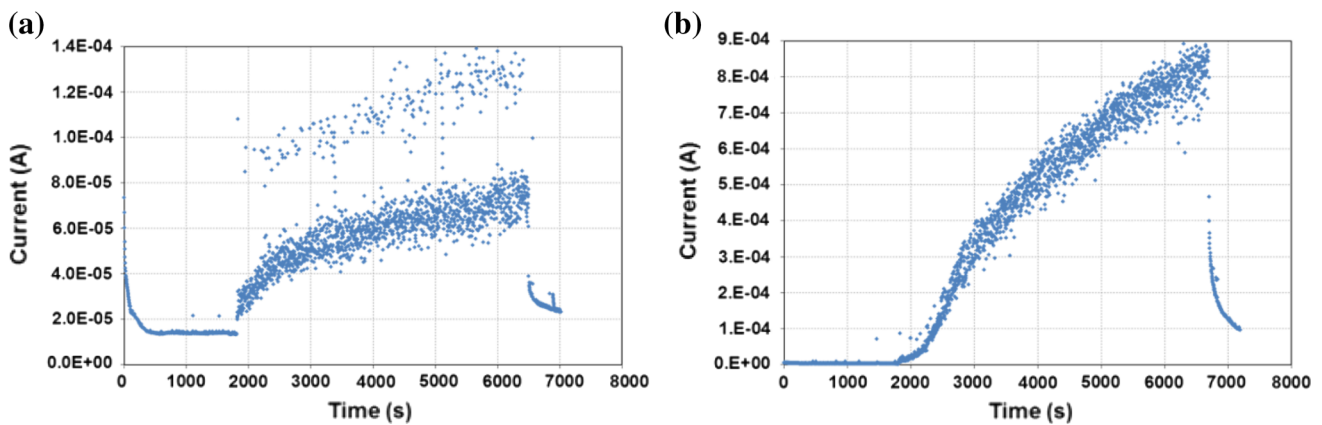 (a)
1.4E-04
1.2E-04
1.0E-04
8.0E-05
6.0E-05
4.0E-05
2.0E-05
0.0E+00
Current (A)
0 1000 2000 3000 4000 5000 6000 7000 8000
Time (s)
(b)
9.E-04
8.E-04
7.E-04
6.E-04
5.E-04
4.E-04
3.E-04
2.E-04
1.E-04
0.E+00
Current (A)
0 1000 2000 3000 4000 5000 6000 7000 8000
Time (s)